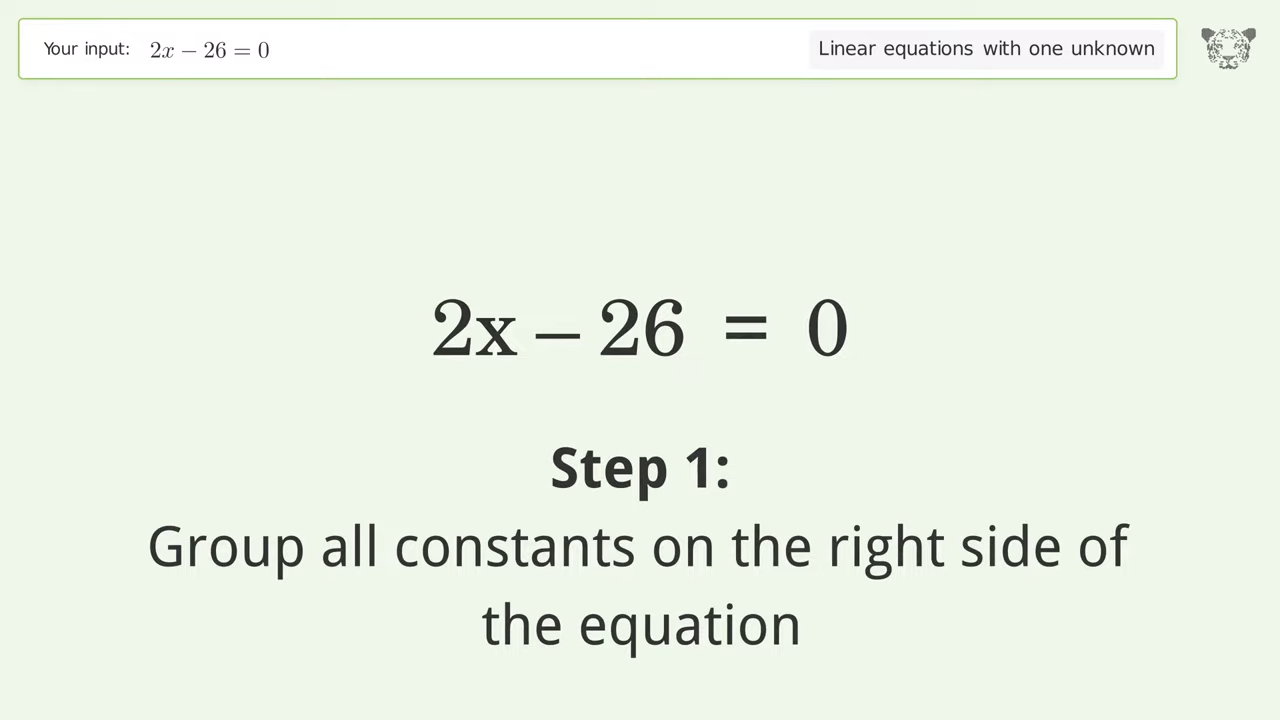 Your input: 2x − 26 = 0 Linear equations with one unknown
2x – 26 = 0
Step 1:
Group all constants on the right side of
the equation